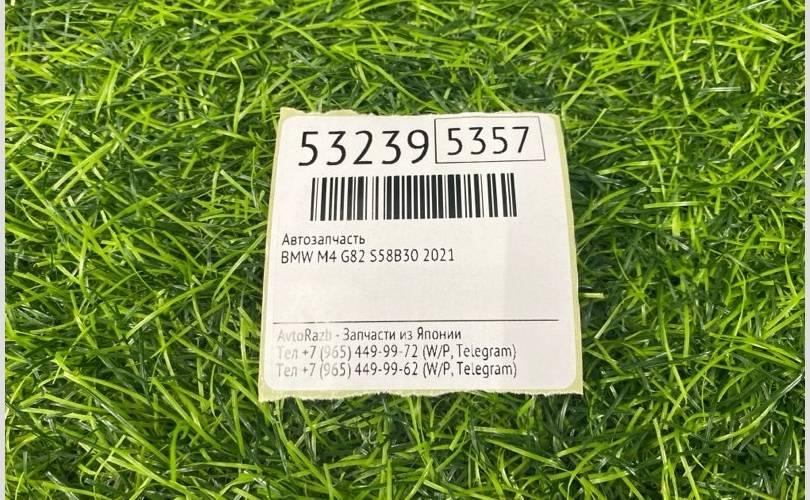 53239 5357
Автозапчасть
BMW M4 G82 S58B30 2021
AvtoRazb - Запчасти из Японии
Тел +7 (965) 449-99-72 (W/P, Telegram)
Тел +7 (965) 449-99-62 (W/P, Telegram)